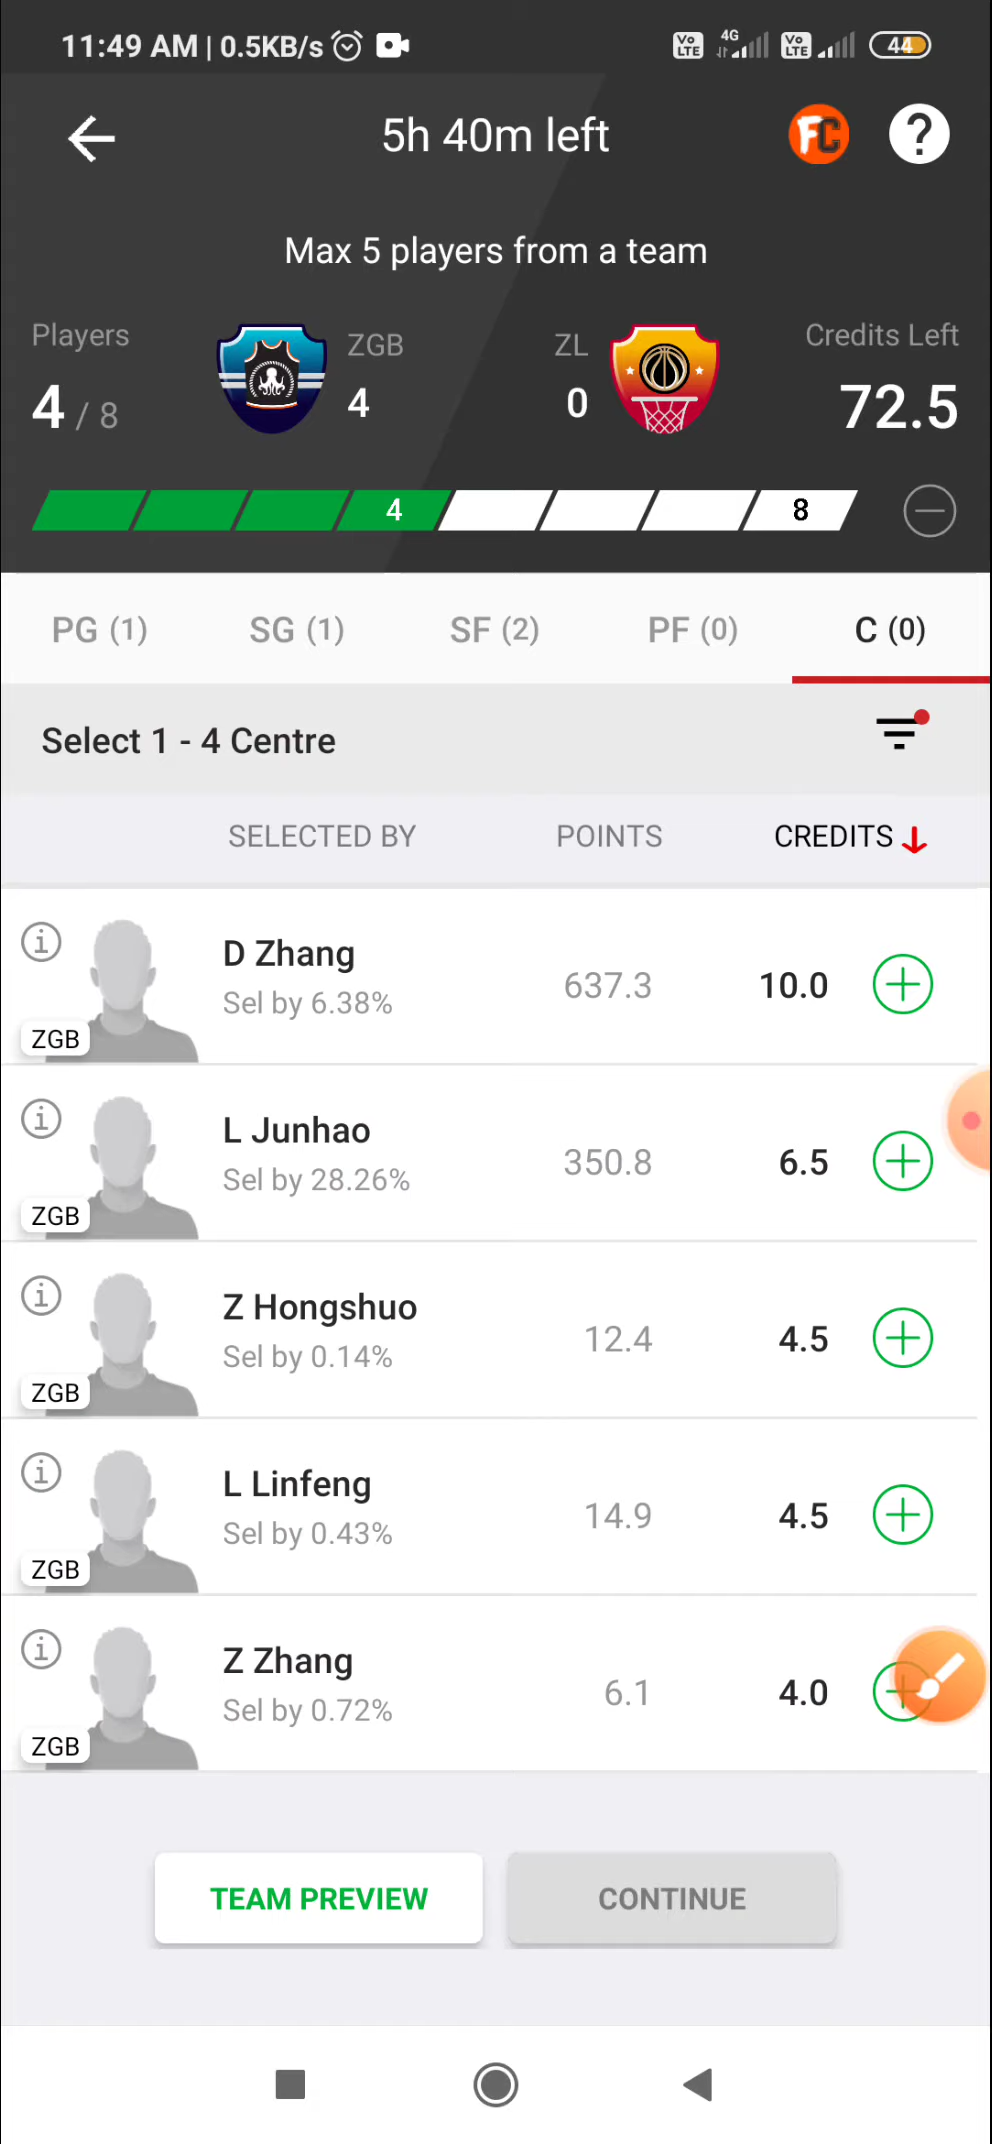 11:49 AM | 0.5KB/s Vo LTE 4G Vo LTE 44
5h 40m left FC ?
Max 5 players from a team
Players ZGB ZL Credits Left
4 / 8 4 0 72.5
4 8
PG (1) SG (1) SF (2) PF (0) C (0)
Select 1 - 4 Centre
SELECTED BY POINTS CREDITS
D Zhang
Sel by 6.38% 637.3 10.0
ZGB
L Junhao
Sel by 28.26% 350.8 6.5
ZGB
Z Hongshuo
Sel by 0.14% 12.4 4.5
ZGB
L Linfeng
Sel by 0.43% 14.9 4.5
ZGB
Z Zhang
Sel by 0.72% 6.1 4.0
ZGB
TEAM PREVIEW CONTINUE